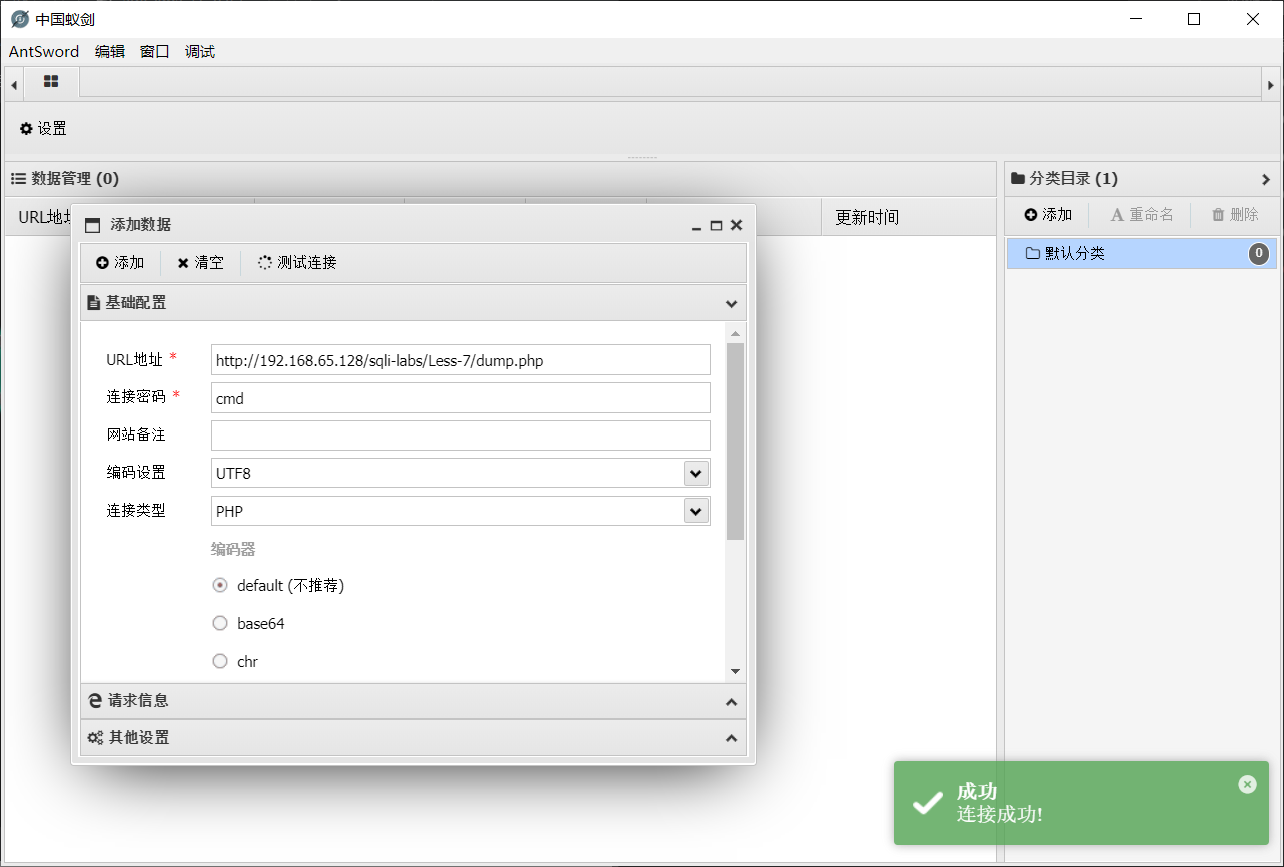 中国蚁剑
AntSword 编辑 窗口 调试
设置
数据管理 (0)
分类目录 (1)
URL地址
更新时间
添加 重命名 删除
默认分类 0
添加数据
添加 清空 测试连接
基础配置
URL地址 * http://192.168.65.128/sqli-labs/Less-7/dump.php
连接密码 * cmd
网站备注
编码设置 UTF8
连接类型 PHP
编码器
default (不推荐)
base64
chr
请求信息
其他设置
成功
连接成功!